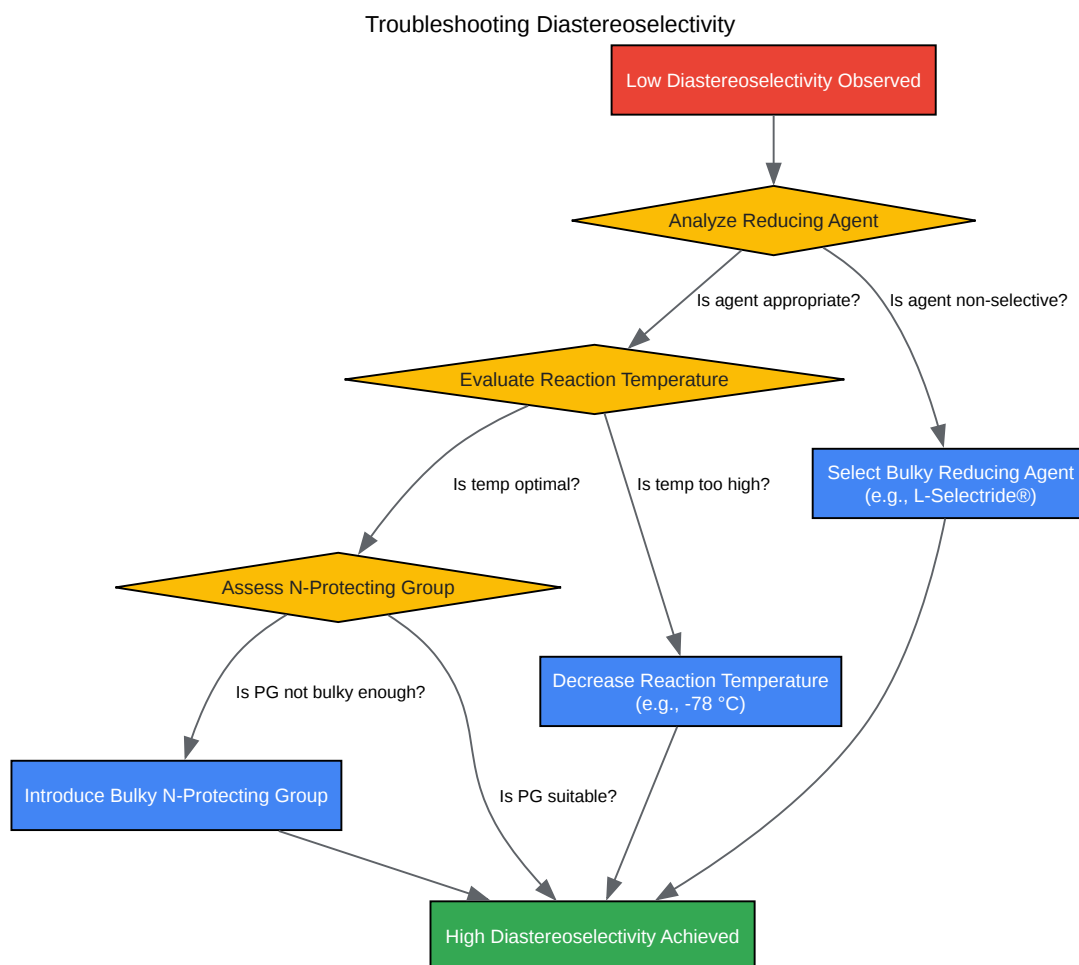 Troubleshooting Diastereoselectivity
Low Diastereoselectivity Observed
Analyze Reducing Agent
Is agent appropriate?
Is agent non-selective?
Evaluate Reaction Temperature
Is temp optimal?
Is temp too high?
Select Bulky Reducing Agent
(e.g., L-Selectride®)
Assess N-Protecting Group
Is PG not bulky enough?
Decrease Reaction Temperature
(e.g., -78 °C)
Introduce Bulky N-Protecting Group
Is PG suitable?
High Diastereoselectivity Achieved